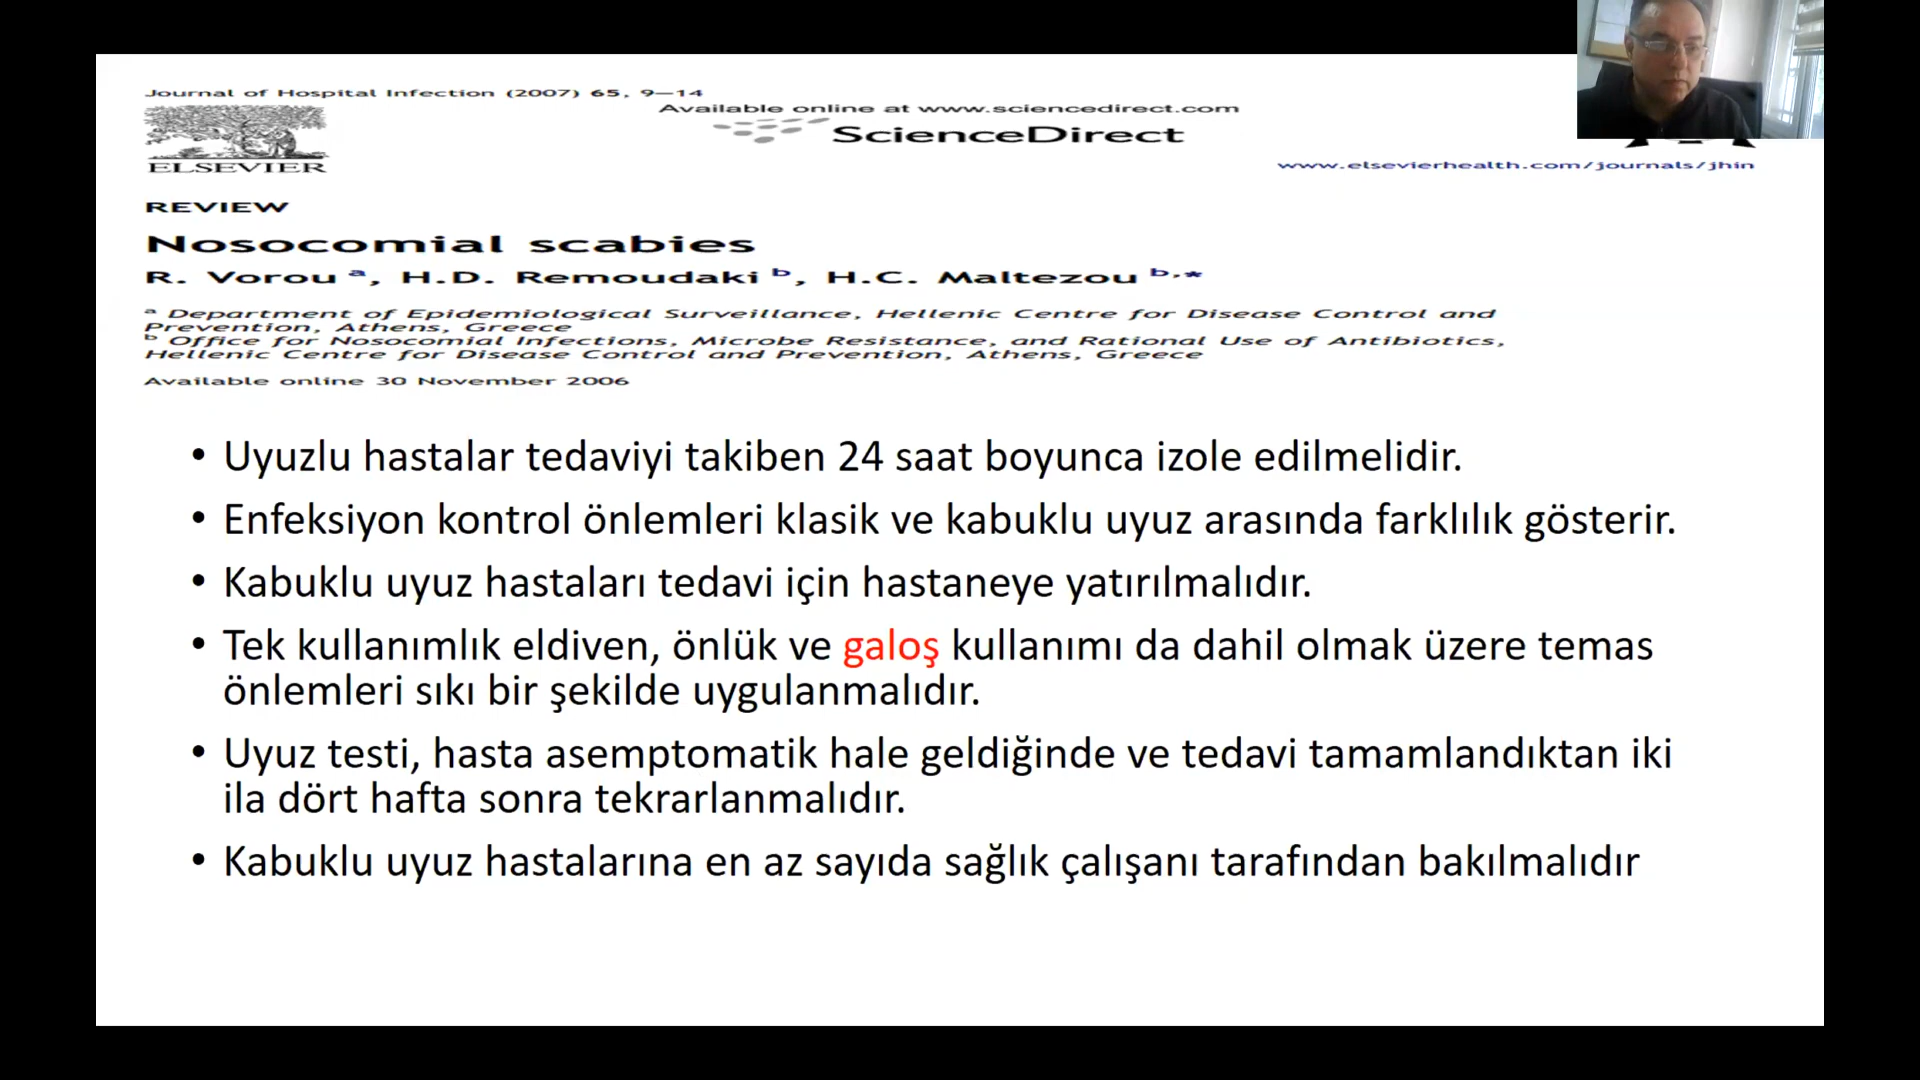 Journal of Hospital Infection (2007) 65, 9—14
Available online at www.sciencedirect.com
ScienceDirect
ELSEVIER
www.elsevierhealth.com/journals/jhin
REVIEW
Nosocomial scabies
R. Vorou a, H.D. Remoudaki b, H.C. Maltezou b,*
a Department of Epidemiological Surveillance, Hellenic Centre for Disease Control and
Prevention, Athens, Greece
b Office for Nosocomial Infections, Microbe Resistance, and Rational Use of Antibiotics,
Hellenic Centre for Disease Control and Prevention, Athens, Greece
Available online 30 November 2006
• Uyuzlu hastalar tedaviyi takiben 24 saat boyunca izole edilmelidir.
• Enfeksiyon kontrol önlemleri klasik ve kabuklu uyuz arasında farklılık gösterir.
• Kabuklu uyuz hastaları tedavi için hastaneye yatırılmalıdır.
• Tek kullanımlık eldiven, önlük ve galoş kullanımı da dahil olmak üzere temas
önlemleri sıkı bir şekilde uygulanmalıdır.
• Uyuz testi, hasta asemptomatik hale geldiğinde ve tedavi tamamlandıktan iki
ila dört hafta sonra tekrarlanmalıdır.
• Kabuklu uyuz hastalarına en az sayıda sağlık çalışanı tarafından bakılmalıdır